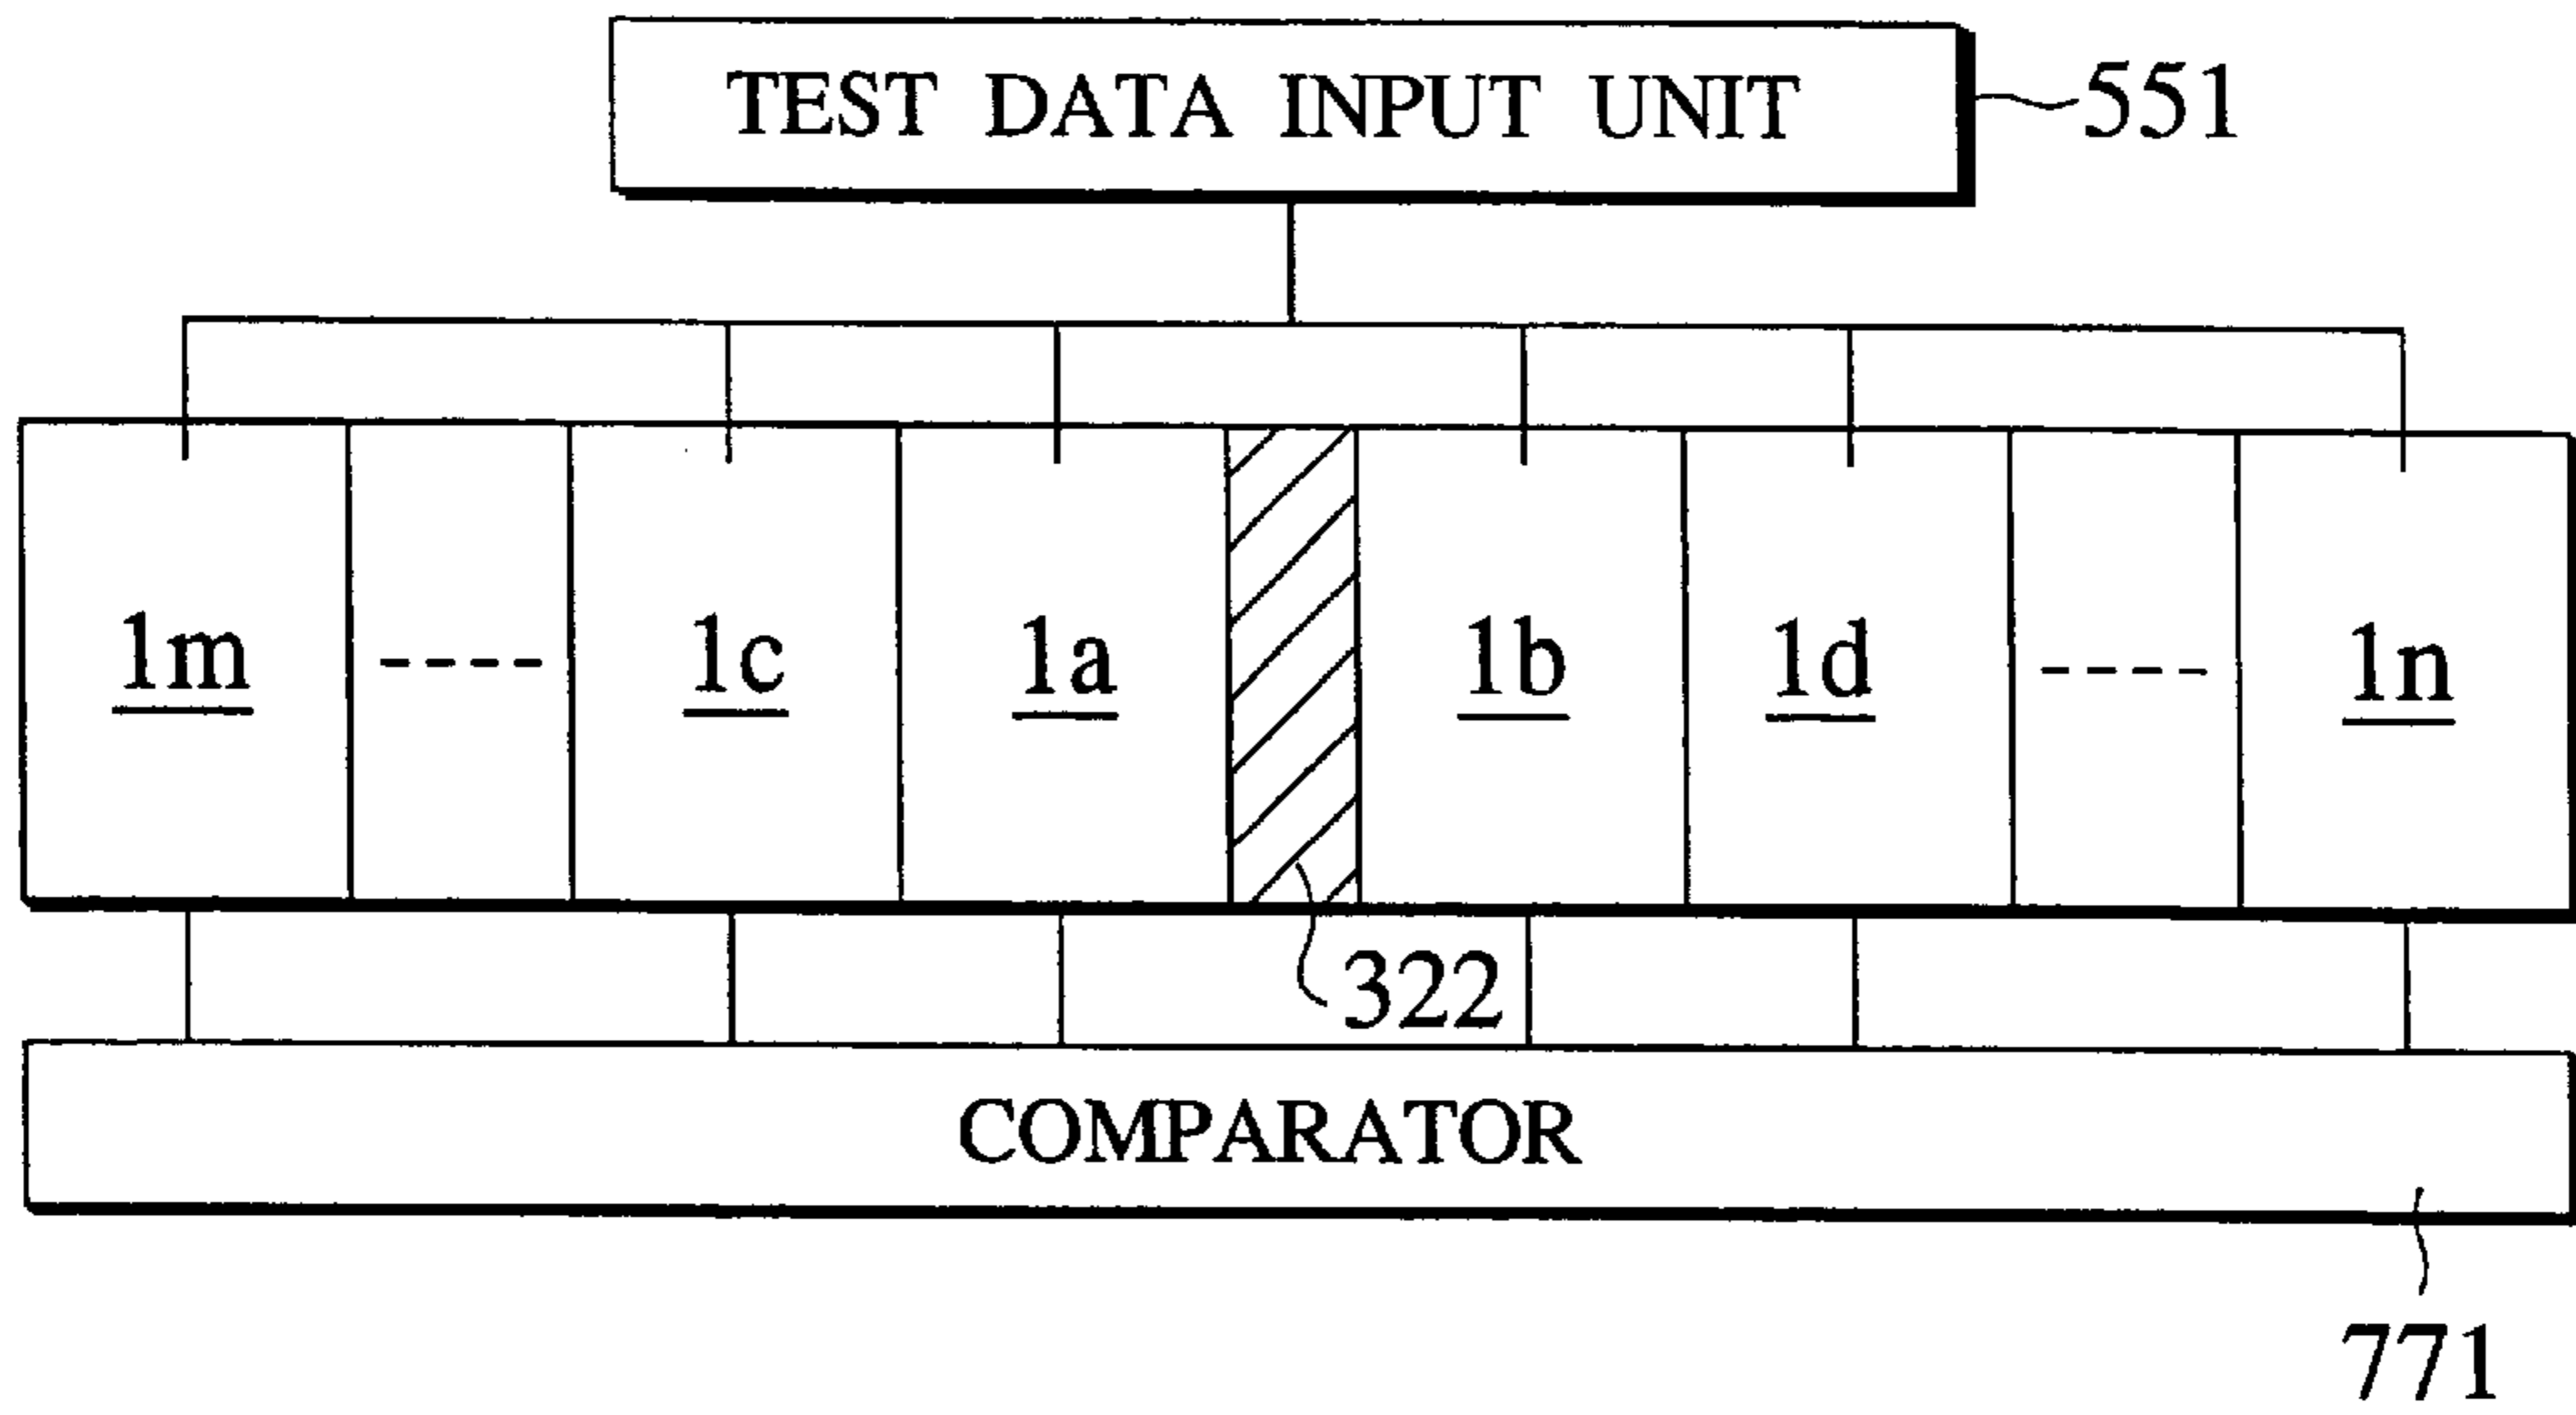 TEST DATA INPUT UNIT
551
1m ---- 1c 1a 1b 1d ---- 1n
322
COMPARATOR
771